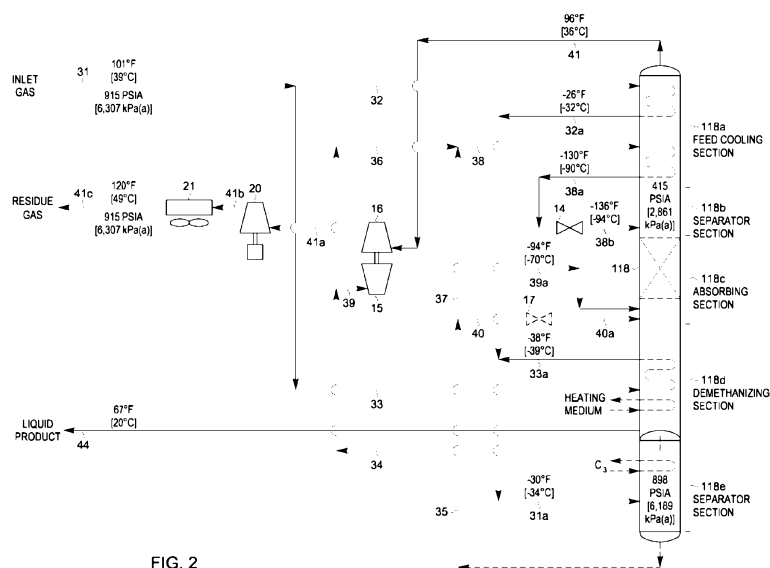 96°F
[36°C]
41
INLET
GAS
31
101°F
[39°C]
915 PSIA
[6,307 kPa(a)]
32
-26°F
[-32°C]
32a
118a
FEED COOLING
SECTION
36
38
-130°F
[-90°C]
38a
415
PSIA
[2,861
kPa(a)]
118b
SEPARATOR
SECTION
RESIDUE
GAS
41c
120°F
[49°C]
915 PSIA
[6,307 kPa(a)]
21
41b
20
41a
16
14
-136°F
[-94°C]
38b
-94°F
[-70°C]
39a
118
118c
ABSORBING
SECTION
39
15
37
17
40
40a
-38°F
[-39°C]
33a
33
HEATING
MEDIUM
118d
DEMETHANIZING
SECTION
LIQUID
PRODUCT
44
67°F
[20°C]
34
C3
898
PSIA
[6,189
kPa(a)]
118e
SEPARATOR
SECTION
35
-30°F
[-34°C]
31a
FIG. 2